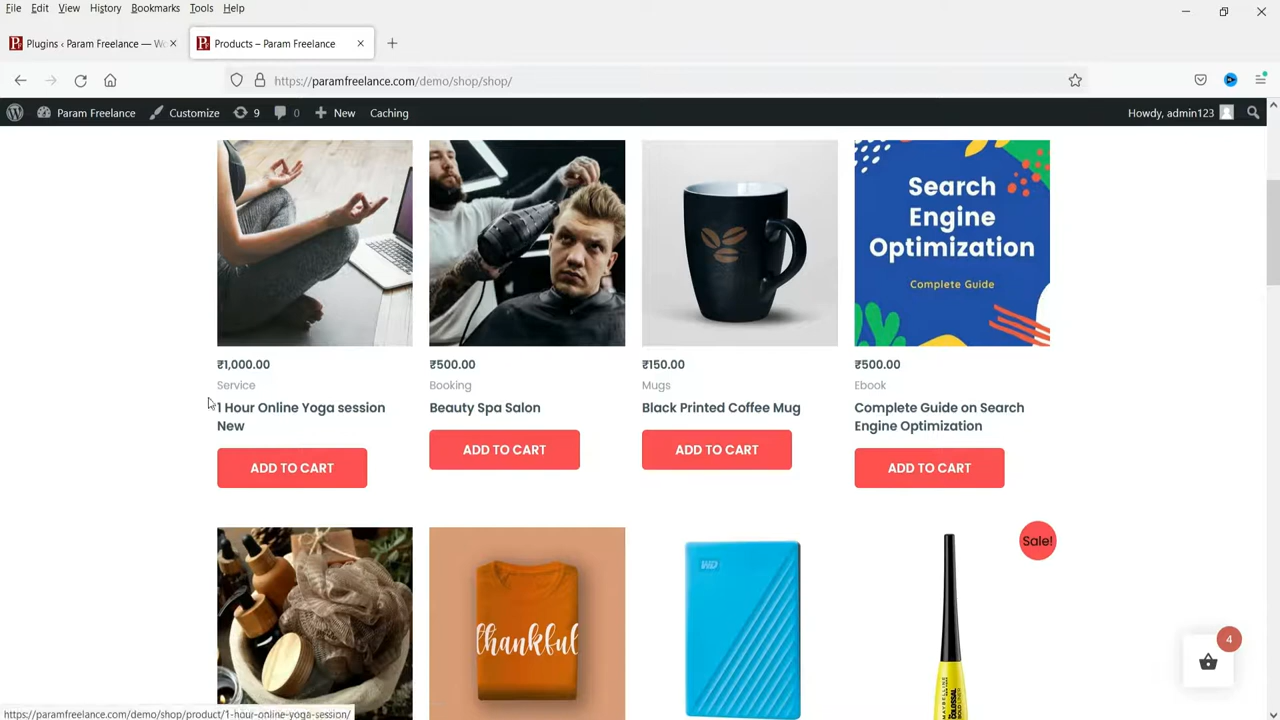 File Edit View History Bookmarks Tools Help
Plugins ‹ Param Freelance — Wo
Products – Param Freelance
https://paramfreelance.com/demo/shop/shop/
Param Freelance Customize 9 0 New Caching Howdy, admin123
Search
Engine
Optimization
Complete Guide
₹1,000.00
Service
1 Hour Online Yoga session
New
ADD TO CART
₹500.00
Booking
Beauty Spa Salon
ADD TO CART
₹150.00
Mugs
Black Printed Coffee Mug
ADD TO CART
₹500.00
Ebook
Complete Guide on Search
Engine Optimization
ADD TO CART
thankful
WD
Sale!
MAYBELLINE
COLOSSAL
4
https://paramfreelance.com/demo/shop/product/1-hour-online-yoga-session/